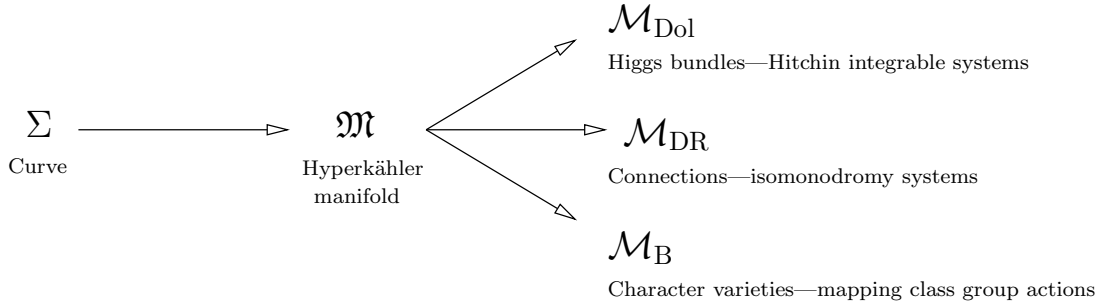 Σ
Curve
𝔐
Hyperkähler
manifold
ℳ_Dol
Higgs bundles—Hitchin integrable systems
ℳ_DR
Connections—isomonodromy systems
ℳ_B
Character varieties—mapping class group actions